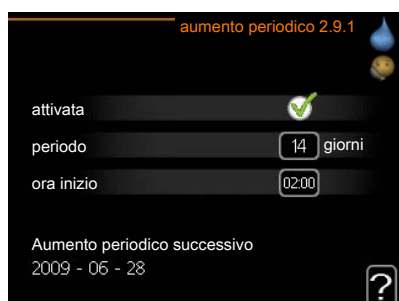 aumento periodico 2.9.1
attivata
periodo 14 giorni
ora inizio 02:00
Aumento periodico successivo
2009 - 06 - 28
?